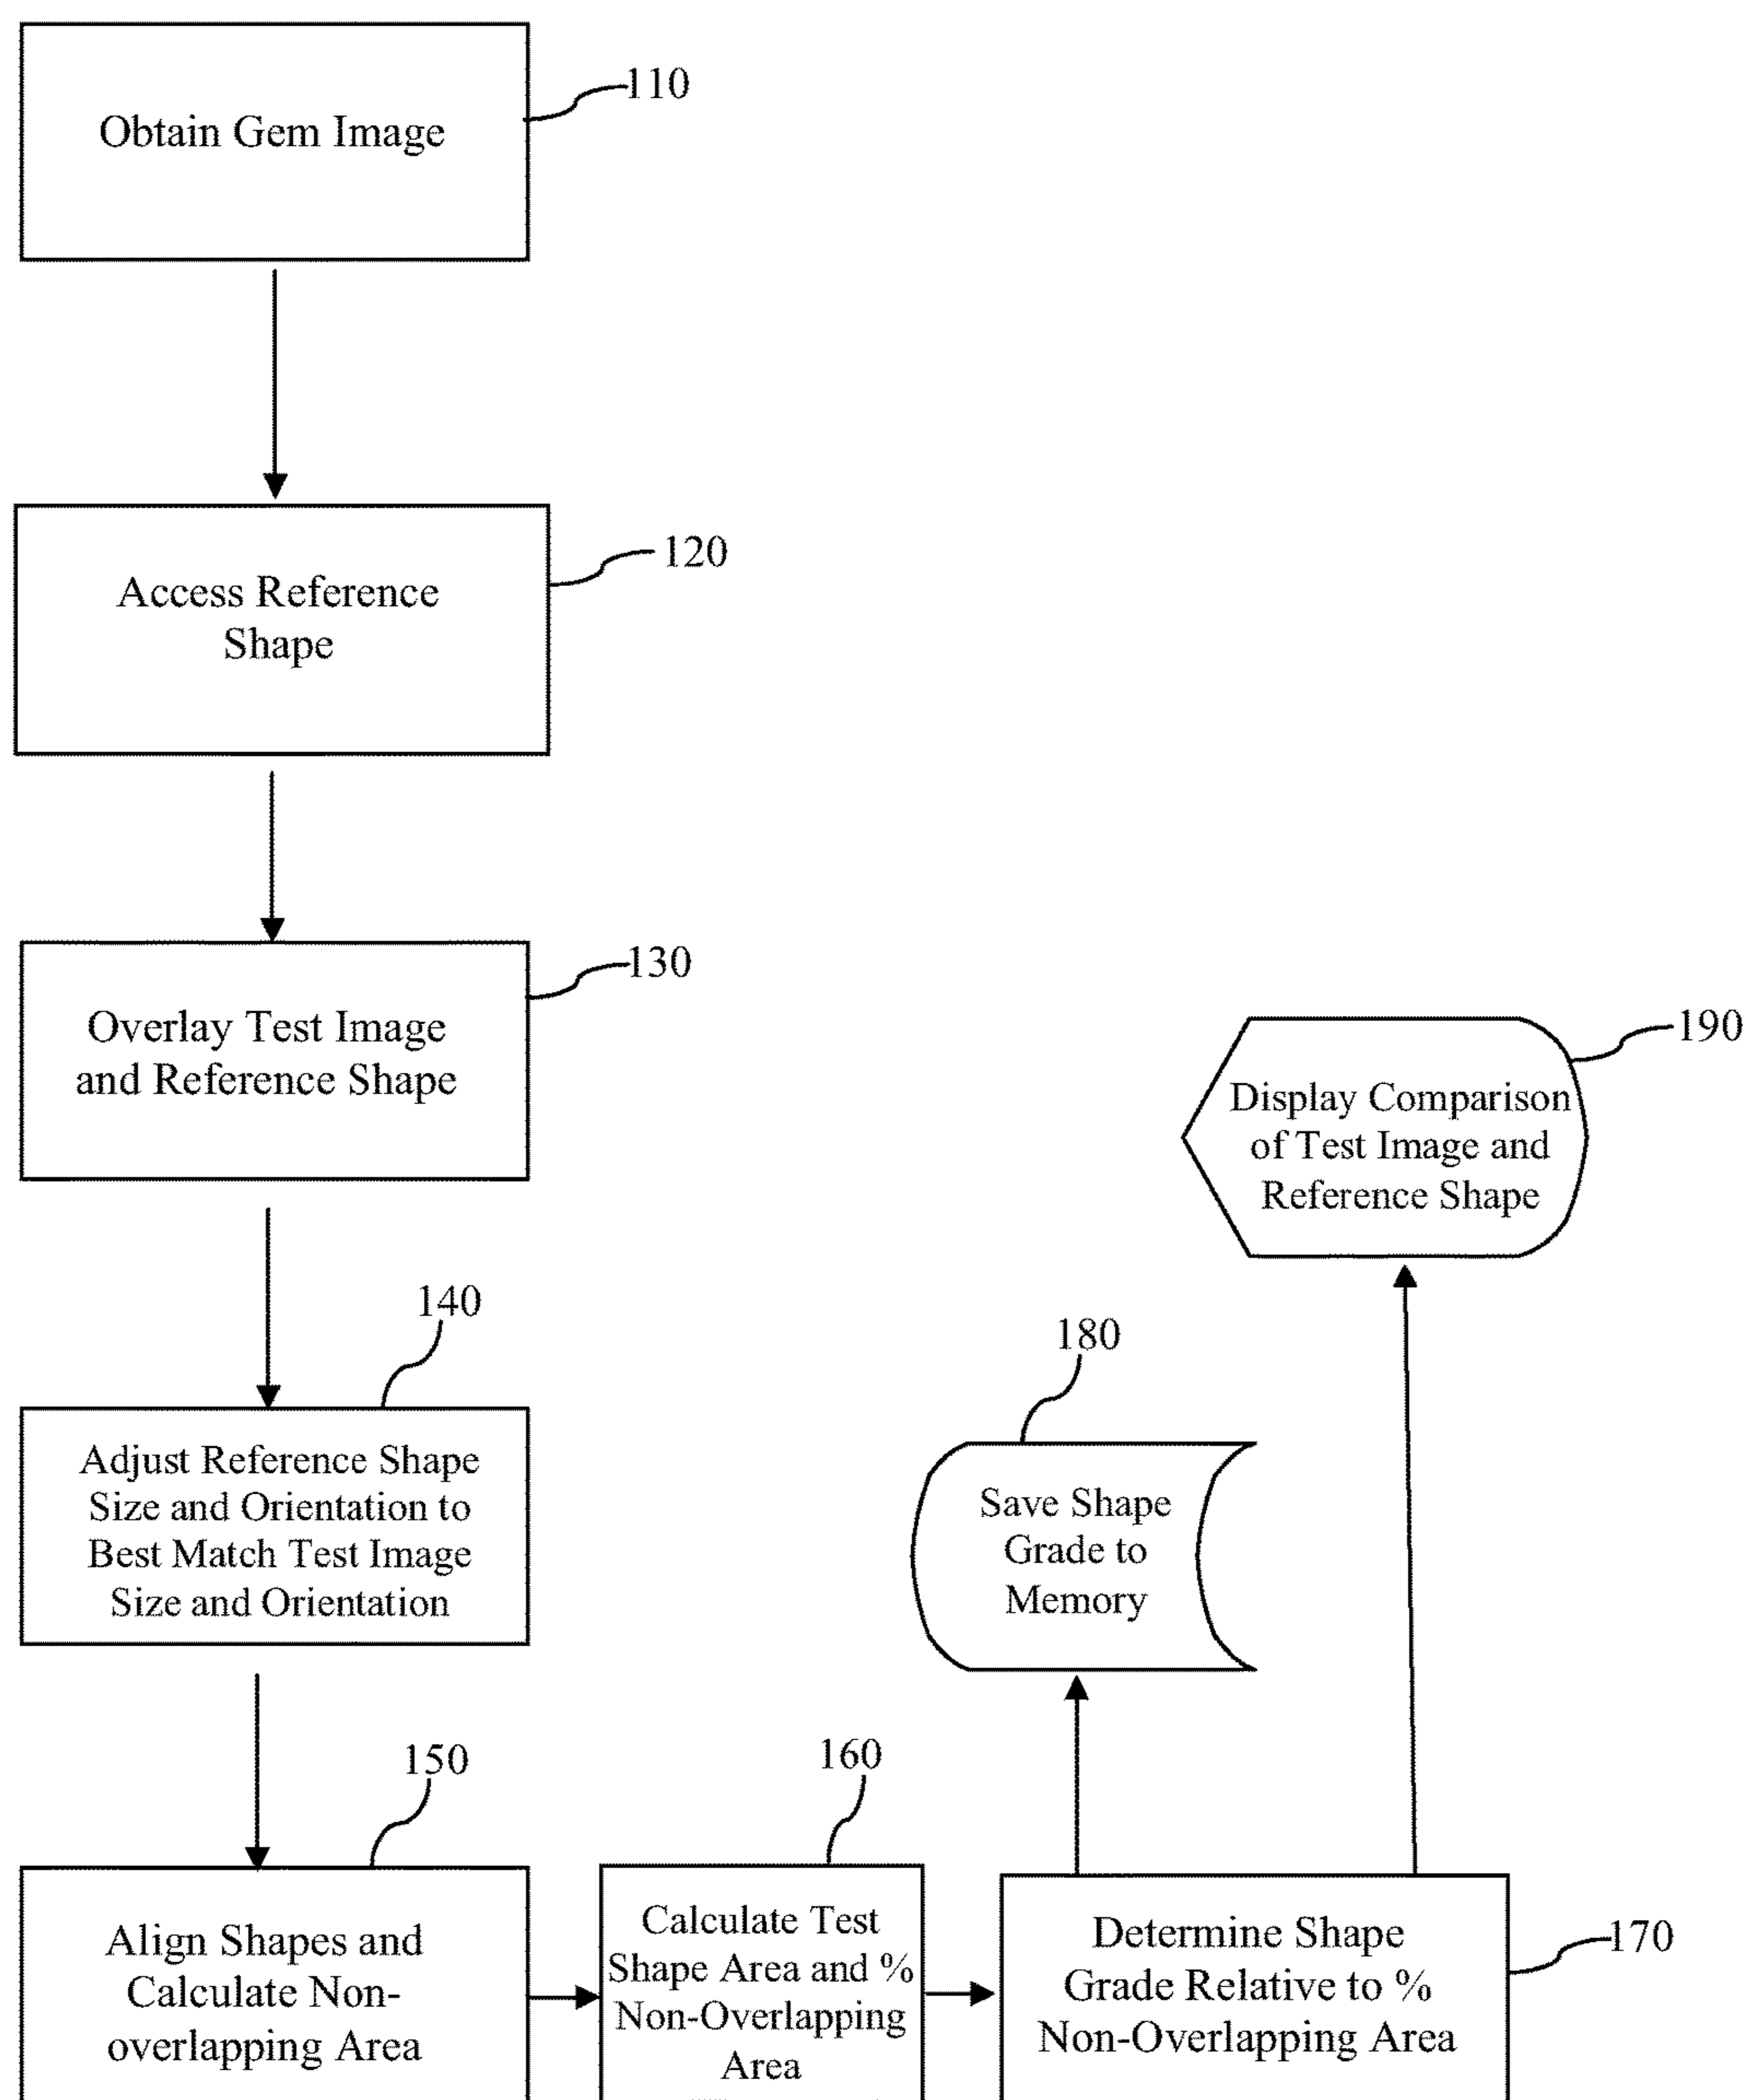 110
Obtain Gem Image
120
Access Reference
Shape
130
Overlay Test Image
and Reference Shape
190
Display Comparison
of Test Image and
Reference Shape
140
Adjust Reference Shape
Size and Orientation to
Best Match Test Image
Size and Orientation
180
Save Shape
Grade to
Memory
150
Align Shapes and
Calculate Non-
overlapping Area
160
Calculate Test
Shape Area and %
Non-Overlapping
Area
170
Determine Shape
Grade Relative to %
Non-Overlapping Area